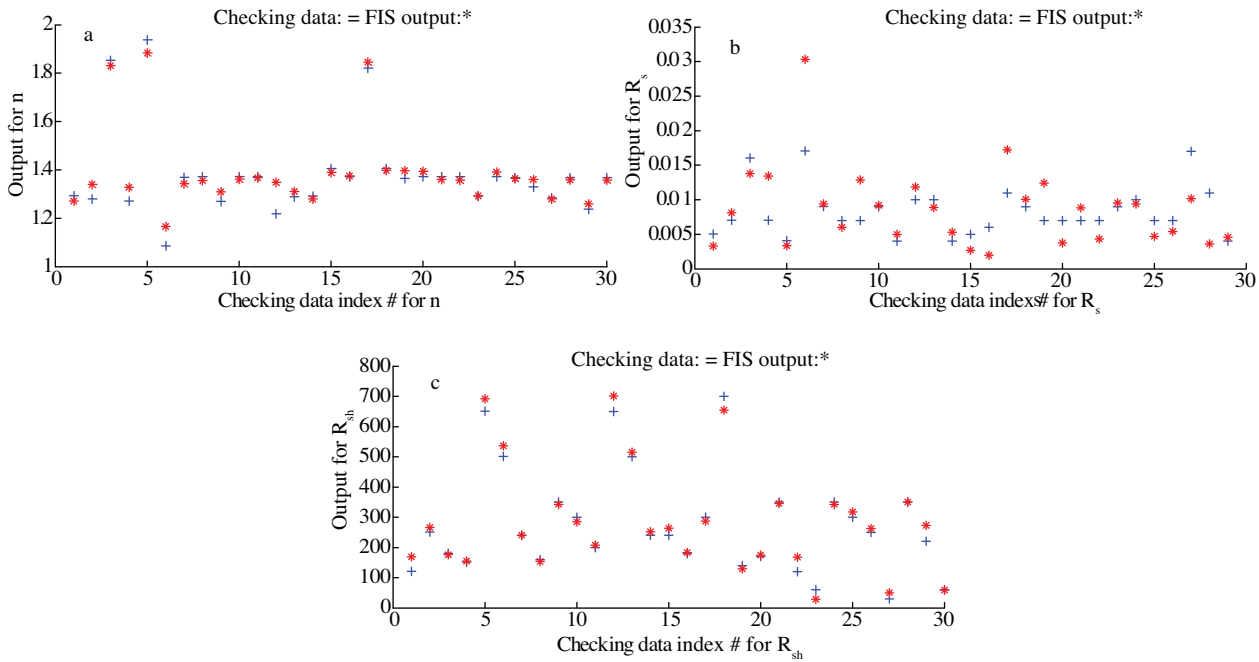 Checking data: = FIS output:*
a
2
1.8
1.6
1.4
1.2
1
Output for n
0 5 10 15 20 25 30
Checking data index # for n
Checking data: = FIS output:*
b
0.035
0.03
0.025
0.02
0.015
0.01
0.005
0
Output for Rs
0 5 10 15 20 25 30
Checking data indexs# for Rs
Checking data: = FIS output:*
c
800
700
600
500
400
300
200
100
0
Output for Rsh
0 5 10 15 20 25 30
Checking data index # for Rsh